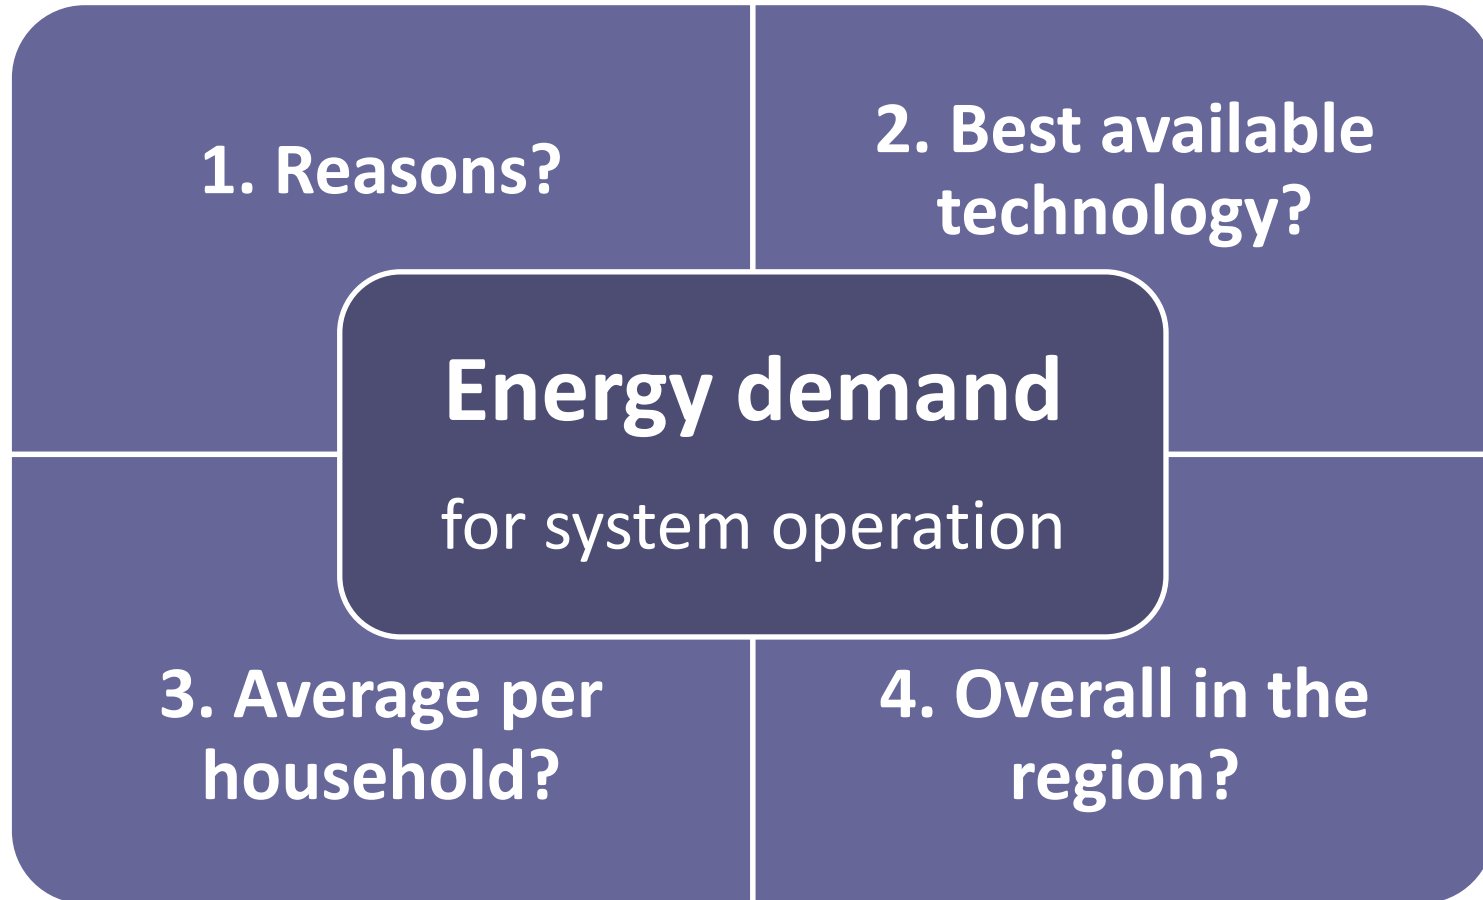 1. Reasons?
2. Best available
technology?
Energy demand
for system operation
3. Average per
household?
4. Overall in the
region?